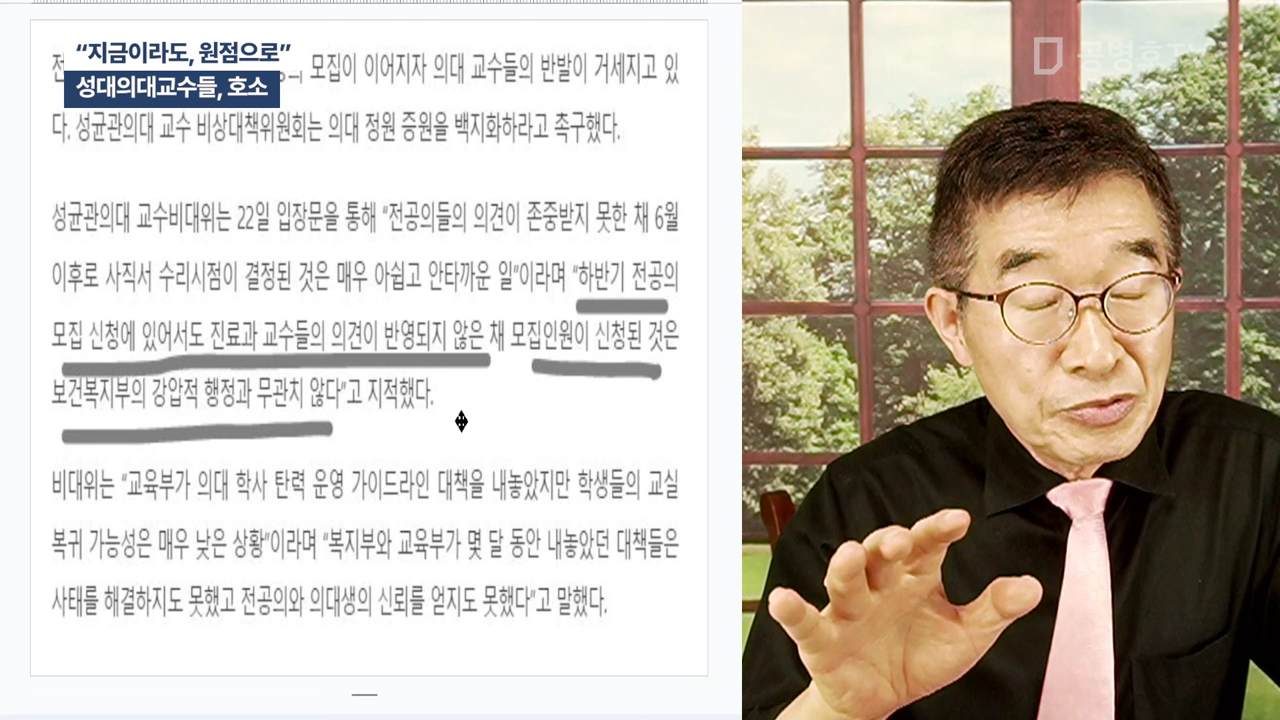 “지금이라도, 원점으로”
성대의대교수들, 호소
모집이 이어지자 의대 교수들의 반발이 거세지고 있
다. 성균관의대 교수 비상대책위원회는 의대 정원 증원을 백지화하라고 촉구했다.
성균관의대 교수비대위는 22일 입장문을 통해 “전공의들의 의견이 존중받지 못한 채 6월
이후로 사직서 수리시점이 결정된 것은 매우 아쉽고 안타까운 일”이라며 “하반기 전공의
모집 신청에 있어서도 진료과 교수들의 의견이 반영되지 않은 채 모집인원이 신청된 것은
보건복지부의 강압적 행정과 무관치 않다”고 지적했다.
비대위는 “교육부가 의대 학사 탄력 운영 가이드라인 대책을 내놓았지만 학생들의 교실
복귀 가능성은 매우 낮은 상황”이라며 “복지부와 교육부가 몇 달 동안 내놓았던 대책들은
사태를 해결하지도 못했고 전공의와 의대생의 신뢰를 얻지도 못했다”고 말했다.
공병호TV